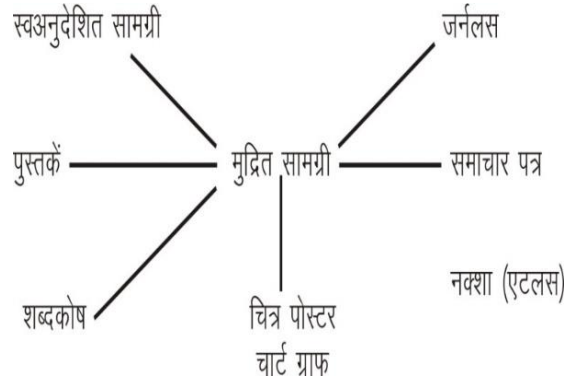 स्वअनुदेशित सामग्री
जर्नलस
पुस्तकें
मुद्रित सामग्री
समाचार पत्र
नक्शा (एटलस)
शब्दकोष
चित्र पोस्टर
चार्ट ग्राफ